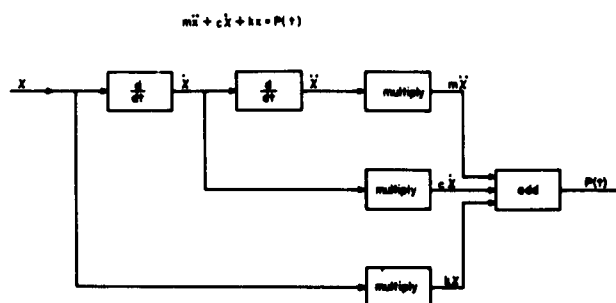 mẍ + cẋ + kx = P(t)
X
d/dt
Ẋ
d/dt
Ẍ
multiply
mẌ
multiply
cẊ
add
P(t)
multiply
kX